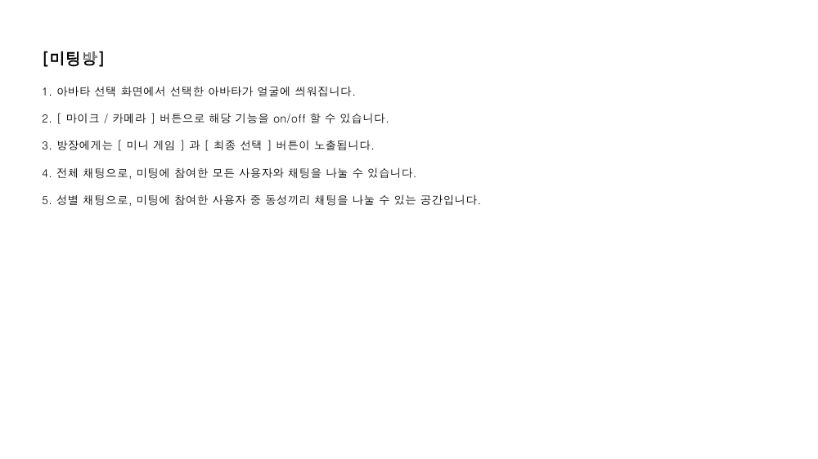 [미팅방]
1. 아바타 선택 화면에서 선택한 아바타가 얼굴에 씌워집니다.
2. [ 마이크 / 카메라 ] 버튼으로 해당 기능을 on/off 할 수 있습니다.
3. 방장에게는 [ 미니 게임 ] 과 [ 최종 선택 ] 버튼이 노출됩니다.
4. 전체 채팅으로, 미팅에 참여한 모든 사용자와 채팅을 나눌 수 있습니다.
5. 성별 채팅으로, 미팅에 참여한 사용자 중 동성끼리 채팅을 나눌 수 있는 공간입니다.